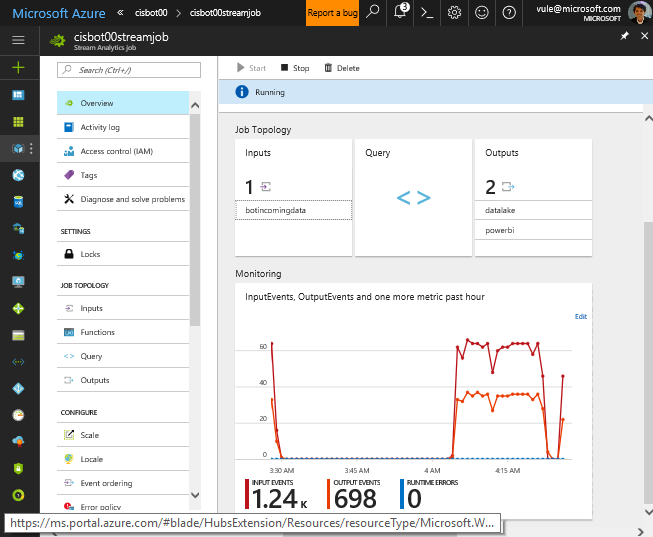 Microsoft Azure « cisbot00 > cisbot00streamjob Report a bug 3 vule@microsoft.com
MICROSOFT
cisbot00streamjob
Stream Analytics job
Search (Ctrl+/)
Overview
Activity log
Access control (IAM)
Tags
Diagnose and solve problems
SETTINGS
Locks
JOB TOPOLOGY
Inputs
Functions
Query
Outputs
CONFIGURE
Scale
Locale
Event ordering
Error policy
Start Stop Delete
Running
Job Topology
Inputs
1
botincomingdata
Query
< >
Outputs
2
datalake
powerbi
Monitoring
InputEvents, OutputEvents and one more metric past hour
Edit
60
40
20
0
3:30 AM 3:45 AM 4 AM 4:15 AM
INPUT EVENTS
1.24 K
OUTPUT EVENTS
698
RUNTIME ERRORS
0
https://ms.portal.azure.com/#blade/HubsExtension/Resources/resourceType/Microsoft.W...